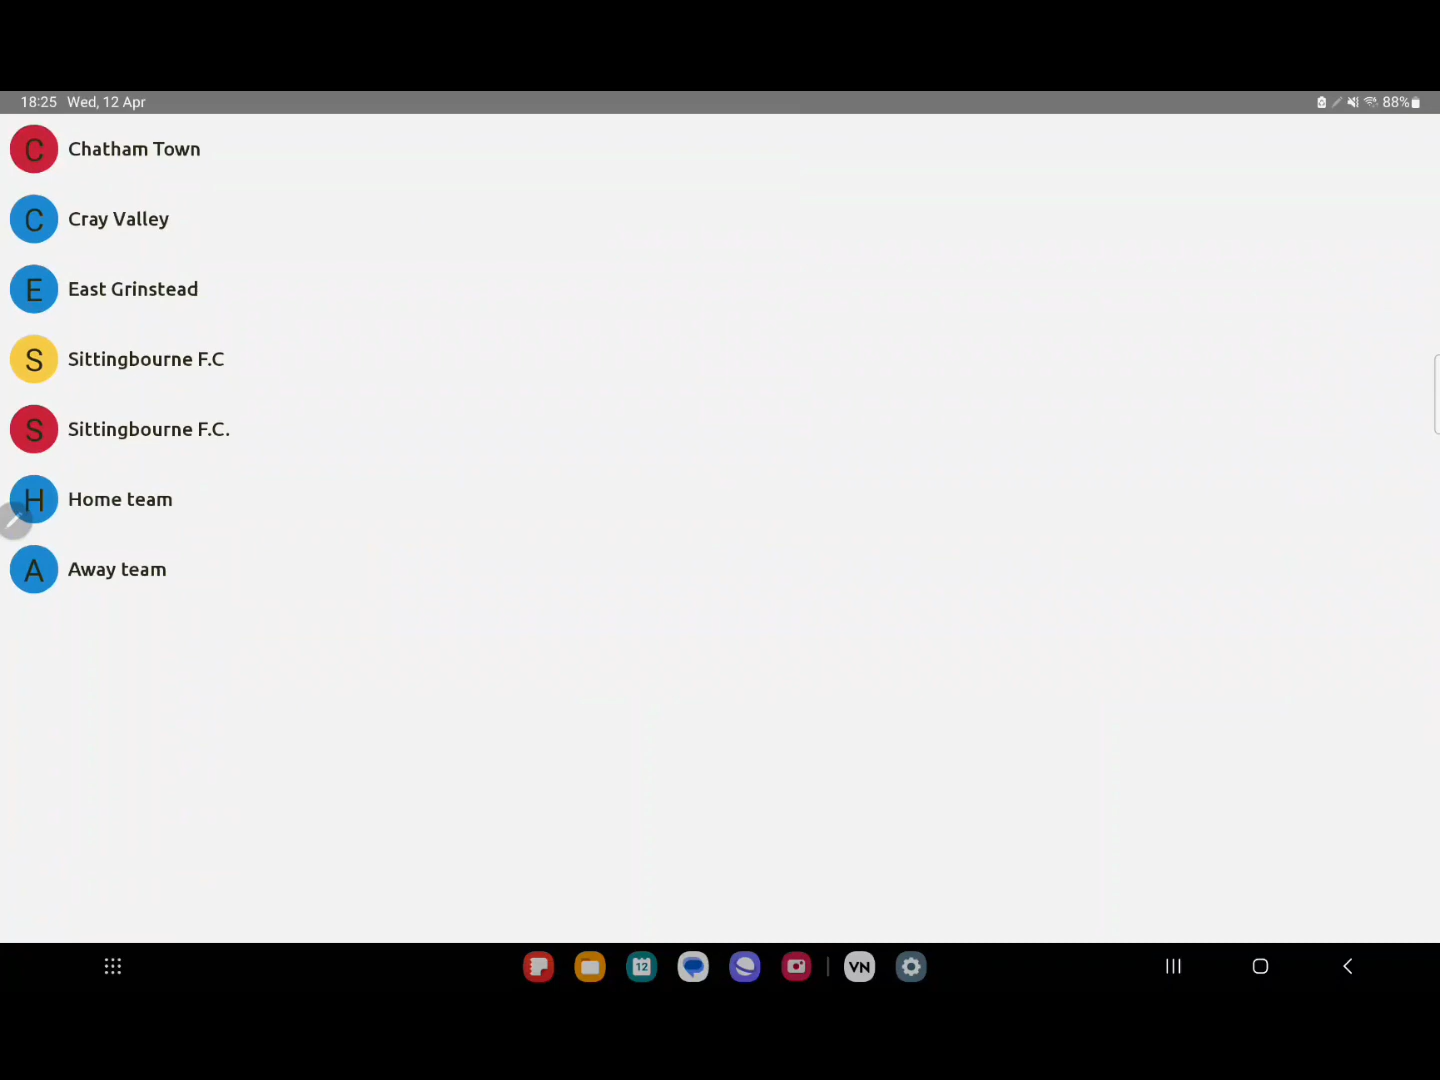 18:25 Wed, 12 Apr 88%
C Chatham Town
C Cray Valley
E East Grinstead
S Sittingbourne F.C
S Sittingbourne F.C.
H Home team
A Away team
12 VN